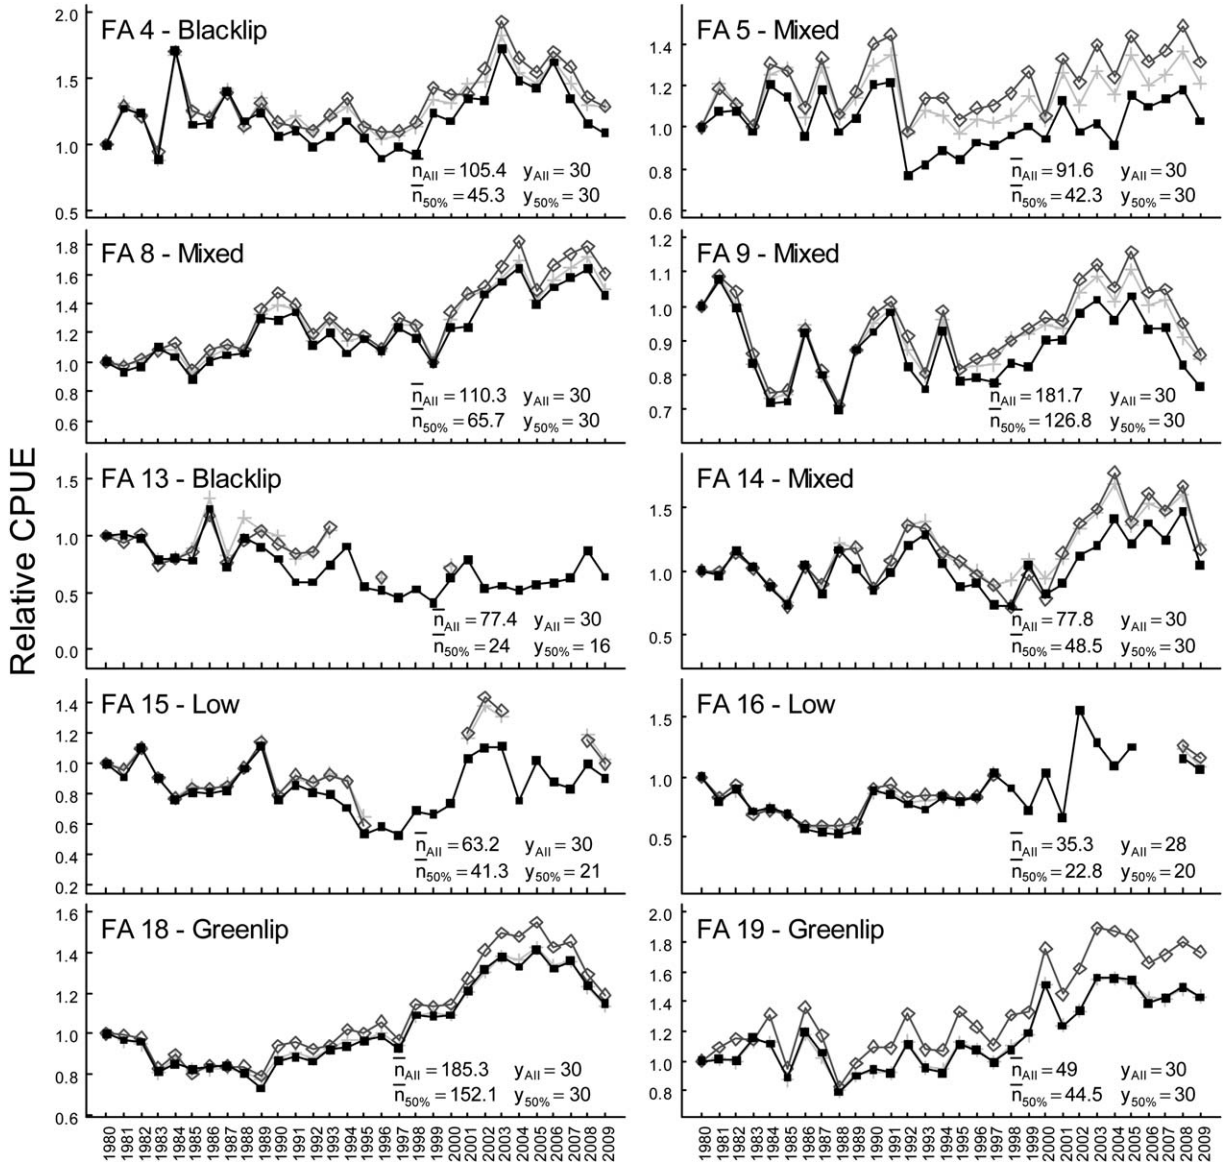 Relative CPUE
FA 4 - Blacklip
2.0
1.5
1.0
0.5
n̅All = 105.4 yAll = 30
n̅50% = 45.3 y50% = 30
FA 5 - Mixed
1.4
1.2
1.0
0.8
0.6
n̅All = 91.6 yAll = 30
n̅50% = 42.3 y50% = 30
FA 8 - Mixed
1.8
1.6
1.4
1.2
1.0
0.8
0.6
n̅All = 110.3 yAll = 30
n̅50% = 65.7 y50% = 30
FA 9 - Mixed
1.2
1.1
1.0
0.9
0.8
0.7
n̅All = 181.7 yAll = 30
n̅50% = 126.8 y50% = 30
FA 13 - Blacklip
1.5
1.0
0.5
0.0
n̅All = 77.4 yAll = 30
n̅50% = 24 y50% = 16
FA 14 - Mixed
1.5
1.0
0.5
n̅All = 77.8 yAll = 30
n̅50% = 48.5 y50% = 30
FA 15 - Low
1.4
1.2
1.0
0.8
0.6
0.4
0.2
n̅All = 63.2 yAll = 30
n̅50% = 41.3 y50% = 21
FA 16 - Low
1.5
1.0
0.5
n̅All = 35.3 yAll = 28
n̅50% = 22.8 y50% = 20
FA 18 - Greenlip
1.6
1.4
1.2
1.0
0.8
0.6
n̅All = 185.3 yAll = 30
n̅50% = 152.1 y50% = 30
FA 19 - Greenlip
2.0
1.8
1.6
1.4
1.2
1.0
0.8
n̅All = 49 yAll = 30
n̅50% = 44.5 y50% = 30
1980 1981 1982 1983 1984 1985 1986 1987 1988 1989 1990 1991 1992 1993 1994 1995 1996 1997 1998 1999 2000 2001 2002 2003 2004 2005 2006 2007 2008 2009
1980 1981 1982 1983 1984 1985 1986 1987 1988 1989 1990 1991 1992 1993 1994 1995 1996 1997 1998 1999 2000 2001 2002 2003 2004 2005 2006 2007 2008 2009